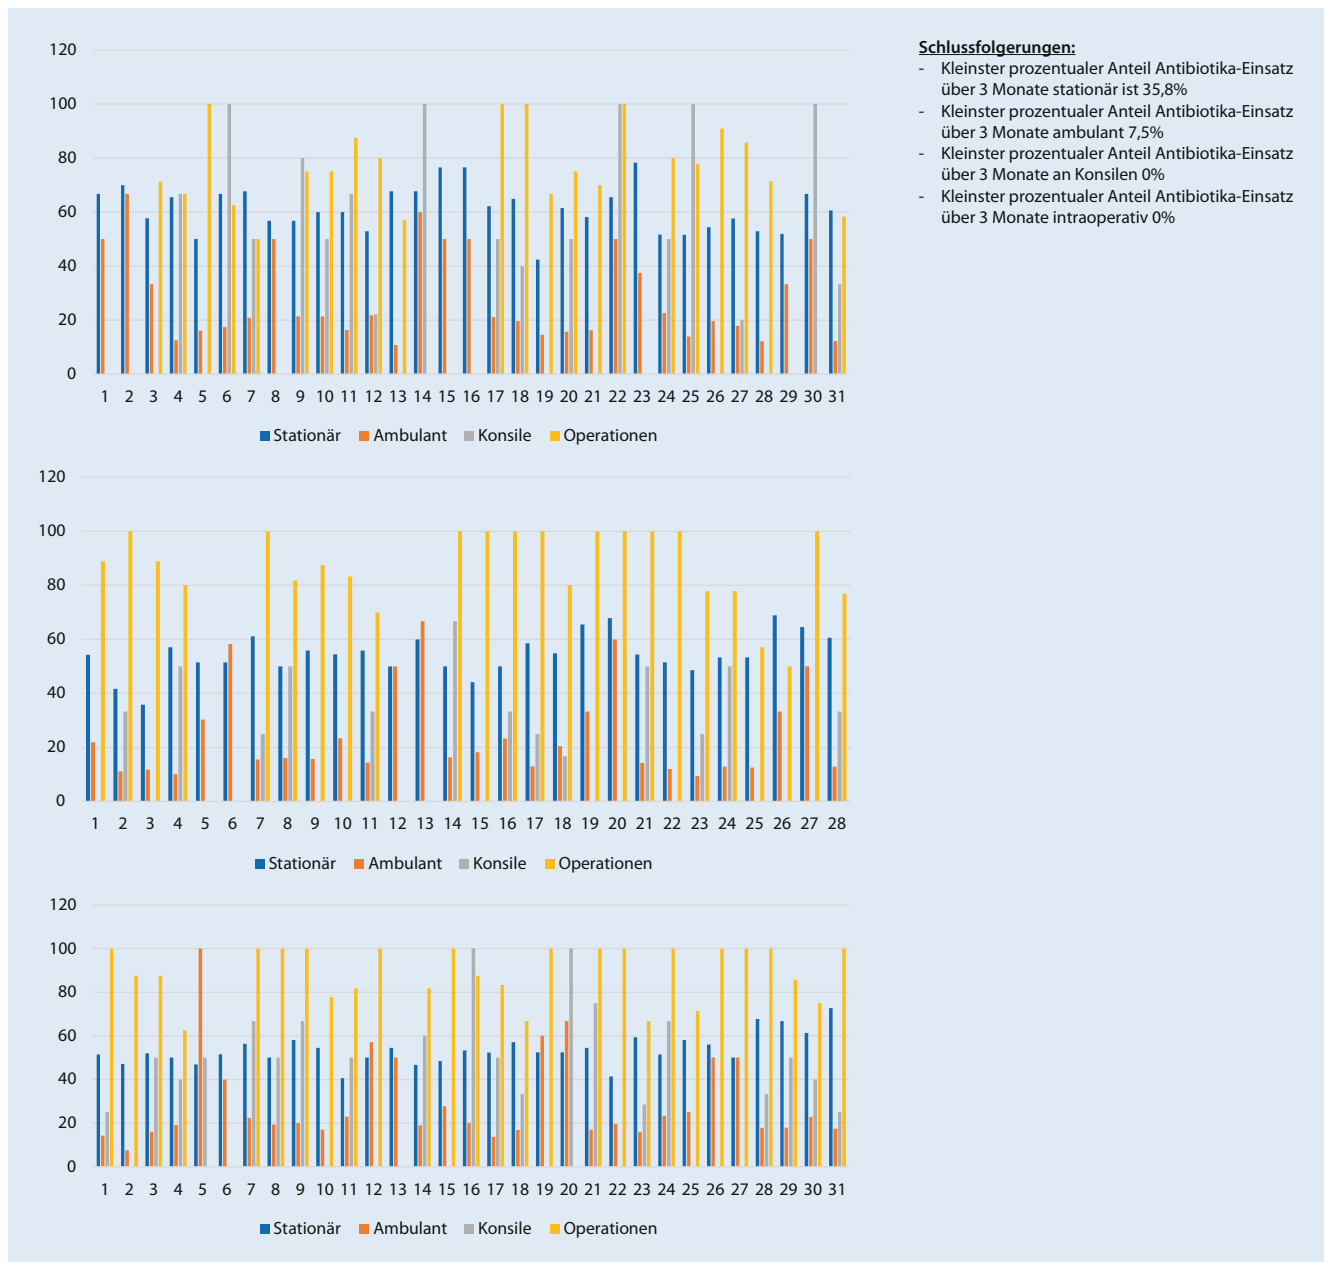 120
100
80
60
40
20
0
1 2 3 4 5 6 7 8 9 10 11 12 13 14 15 16 17 18 19 20 21 22 23 24 25 26 27 28 29 30 31
Stationär Ambulant Konsile Operationen
Schlussfolgerungen:
- Kleinster prozentualer Anteil Antibiotika-Einsatz
über 3 Monate stationär ist 35,8%
- Kleinster prozentualer Anteil Antibiotika-Einsatz
über 3 Monate ambulant 7,5%
- Kleinster prozentualer Anteil Antibiotika-Einsatz
über 3 Monate an Konsilen 0%
- Kleinster prozentualer Anteil Antibiotika-Einsatz
über 3 Monate intraoperativ 0%
120
100
80
60
40
20
0
1 2 3 4 5 6 7 8 9 10 11 12 13 14 15 16 17 18 19 20 21 22 23 24 25 26 27 28
Stationär Ambulant Konsile Operationen
120
100
80
60
40
20
0
1 2 3 4 5 6 7 8 9 10 11 12 13 14 15 16 17 18 19 20 21 22 23 24 25 26 27 28 29 30 31
Stationär Ambulant Konsile Operationen